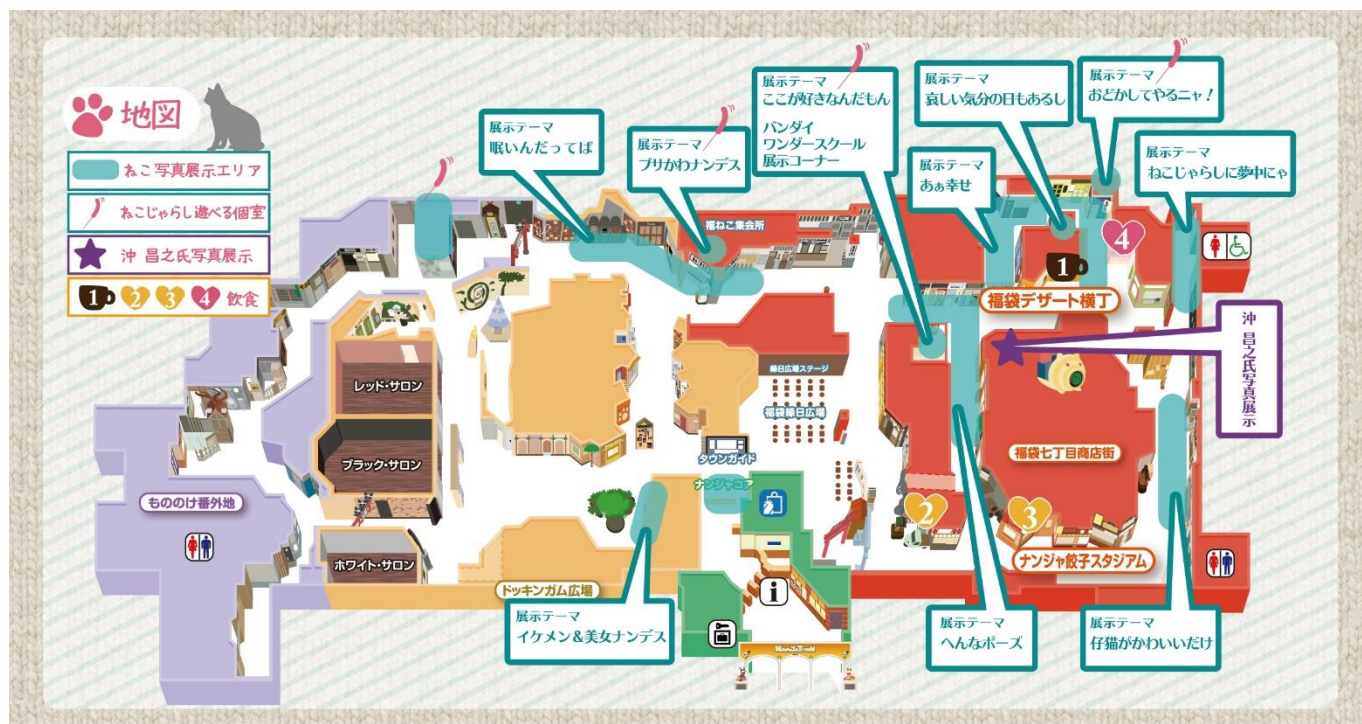 地図
ねこ写真展示エリア
ねこじゃらし遊べる個室
沖 昌之氏写真展示
1 2 3 4 飲食
展示テーマ
眠いんだってば
展示テーマ
ブサかわナンデス
展示テーマ
ここが好きなんだもん
バンダイ
ワンダースクール
展示コーナー
展示テーマ
哀しい気分の日もあるし
展示テーマ
おどかしてやるニャ!
展示テーマ
あぁ幸せ
展示テーマ
ねこじゃらしに夢中にゃ
福ねこ集会所
4
1
福袋デザート横丁
沖 昌之氏写真展示
レッド・サロン
縁日広場ステージ
福袋縁日広場
ブラック・サロン
タウンガイド
福袋七丁目商店街
ナンジャコア
もののけ番外地
2
3
ホワイト・サロン
ナンジャ餃子スタジアム
ドッキンガム広場
i
展示テーマ
イケメン&美女ナンデス
展示テーマ
へんなポーズ
展示テーマ
仔猫がかわいいだけ
NANJATOWN